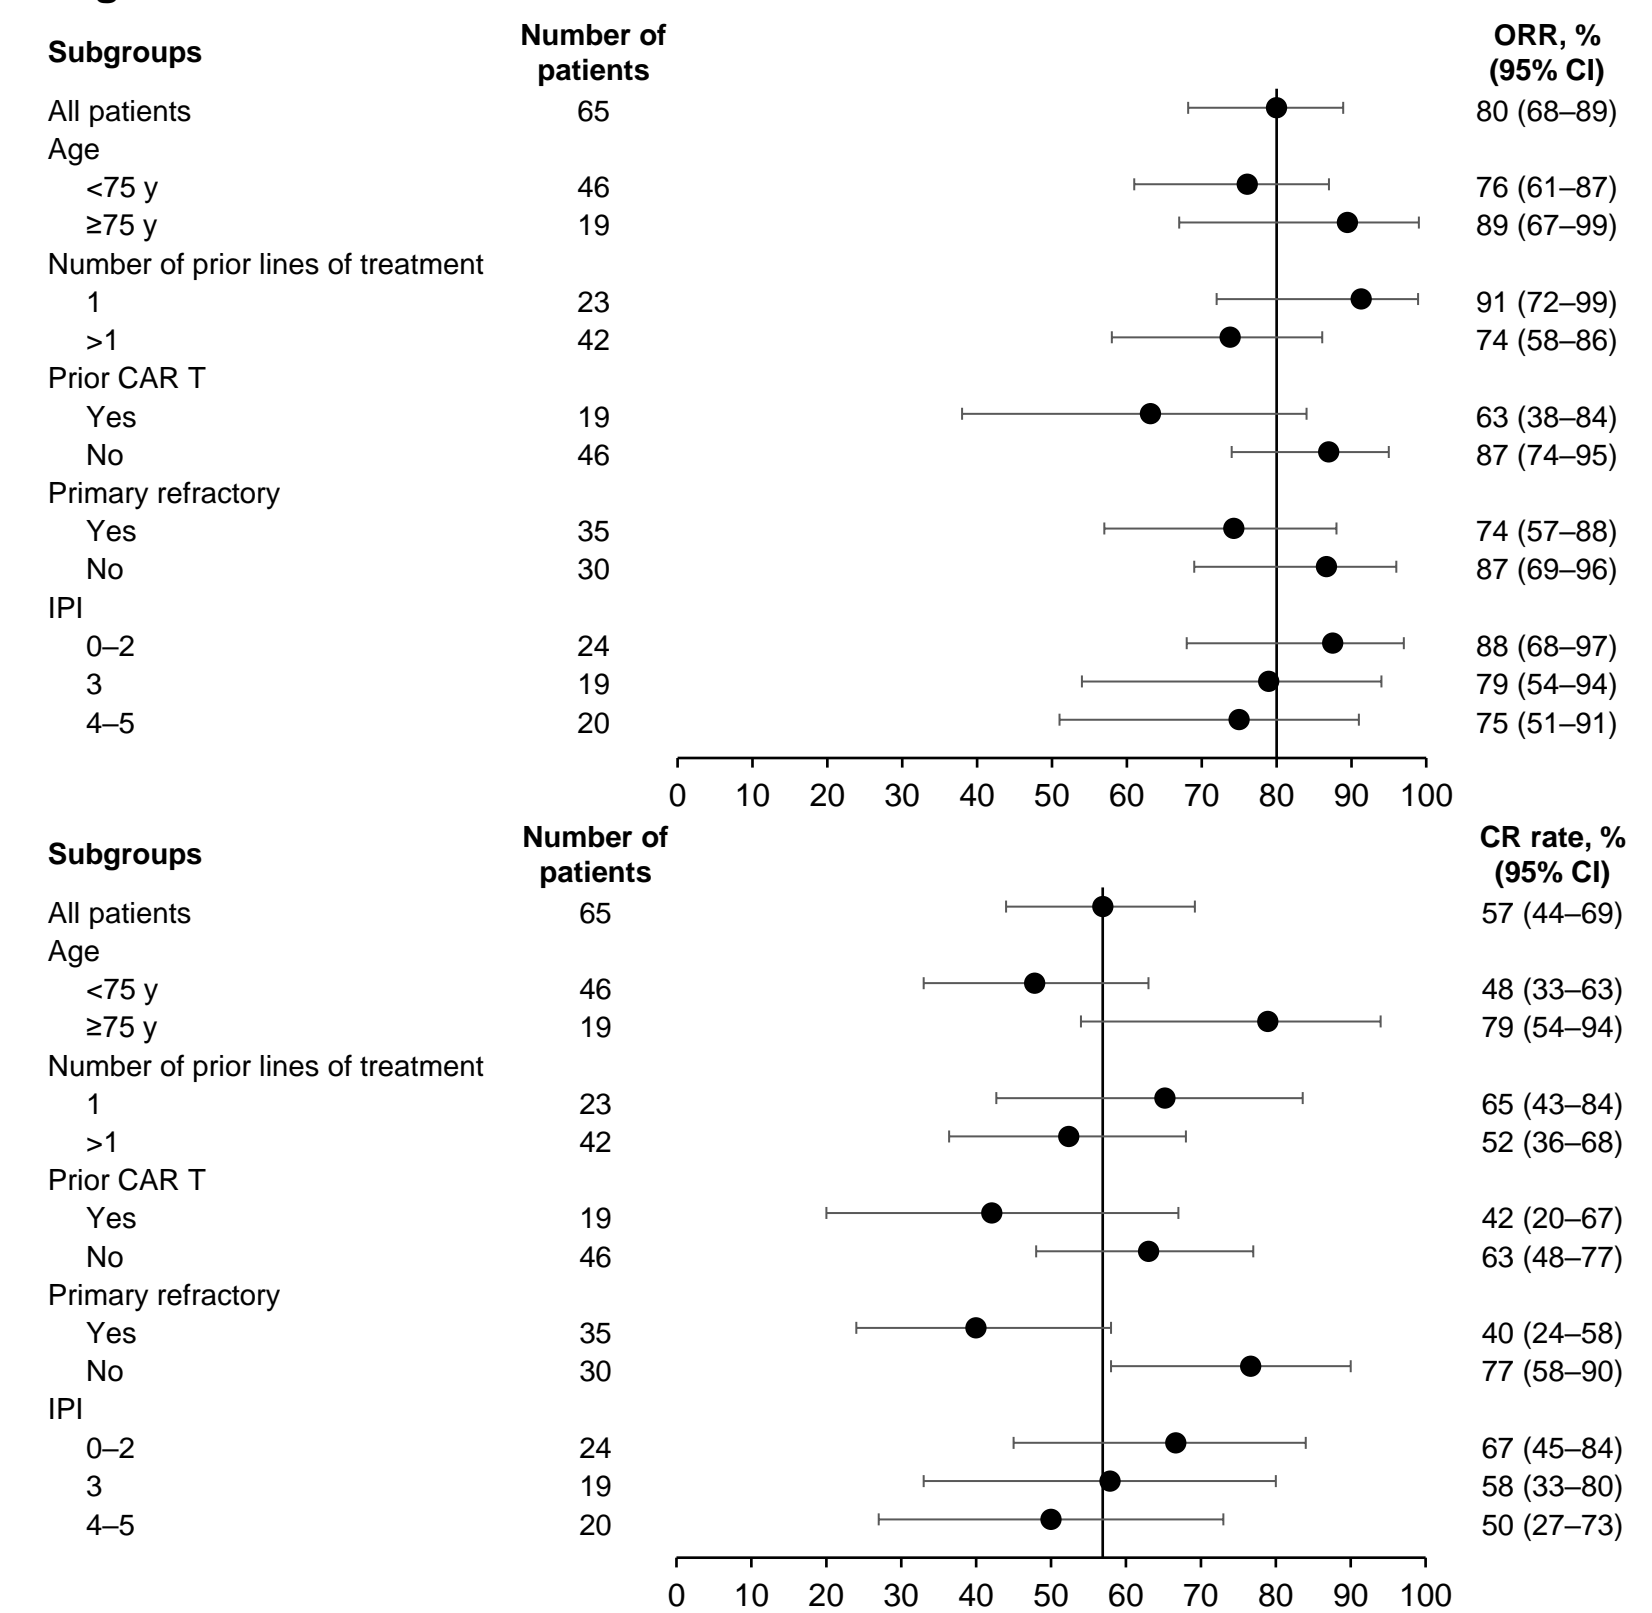 Subgroups Number of patients ORR, % (95% CI)
All patients 65 80 (68–89)
Age
<75 y 46 76 (61–87)
≥75 y 19 89 (67–99)
Number of prior lines of treatment
1 23 91 (72–99)
>1 42 74 (58–86)
Prior CAR T
Yes 19 63 (38–84)
No 46 87 (74–95)
Primary refractory
Yes 35 74 (57–88)
No 30 87 (69–96)
IPI
0–2 24 88 (68–97)
3 19 79 (54–94)
4–5 20 75 (51–91)
0 10 20 30 40 50 60 70 80 90 100
Subgroups Number of patients CR rate, % (95% CI)
All patients 65 57 (44–69)
Age
<75 y 46 48 (33–63)
≥75 y 19 79 (54–94)
Number of prior lines of treatment
1 23 65 (43–84)
>1 42 52 (36–68)
Prior CAR T
Yes 19 42 (20–67)
No 46 63 (48–77)
Primary refractory
Yes 35 40 (24–58)
No 30 77 (58–90)
IPI
0–2 24 67 (45–84)
3 19 58 (33–80)
4–5 20 50 (27–73)
0 10 20 30 40 50 60 70 80 90 100